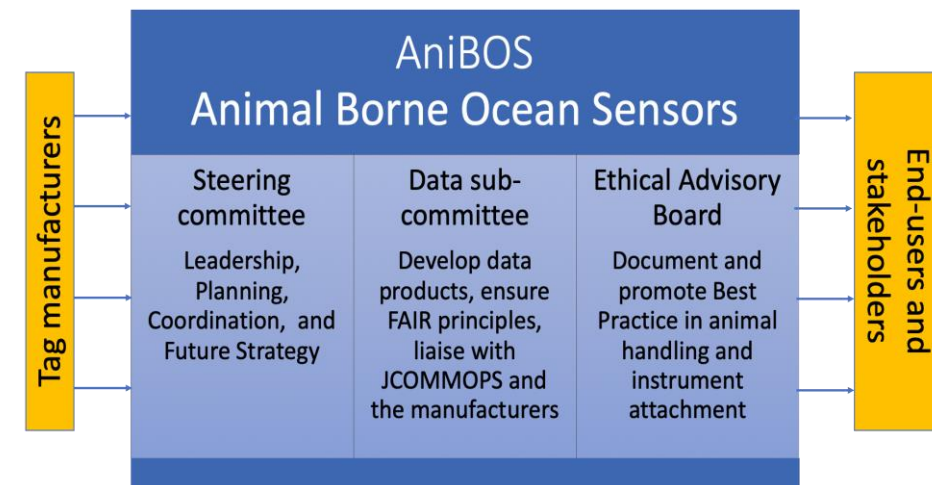 Tag manufacturers
AniBOS
Animal Borne Ocean Sensors
Steering
committee
Leadership,
Planning,
Coordination, and
Future Strategy
Data sub-
committee
Develop data
products, ensure
FAIR principles,
liaise with
JCOMMOPS and
the manufacturers
Ethical Advisory
Board
Document and
promote Best
Practice in animal
handling and
instrument
attachment
End-users and
stakeholders